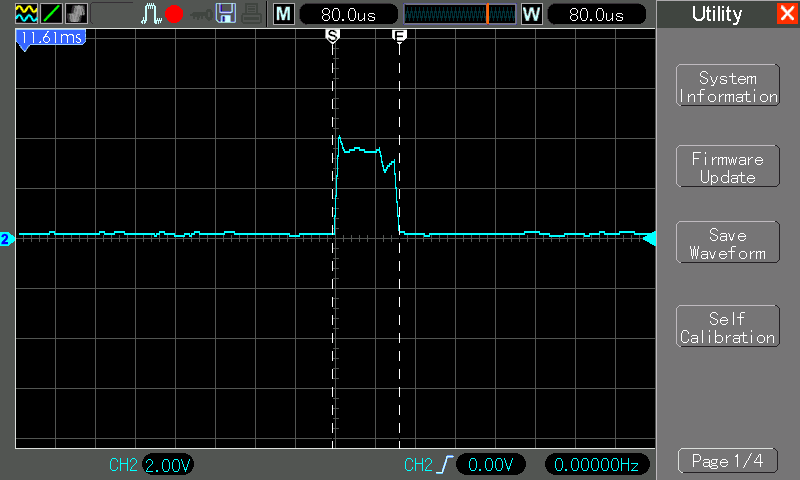 M 80.0us W 80.0us Utility
11.61ms
S F
System
Information
Firmware
Update
2
Save
Waveform
Self
Calibration
CH2 2.00V CH2 0.00V 0.00000Hz
Page 1/4